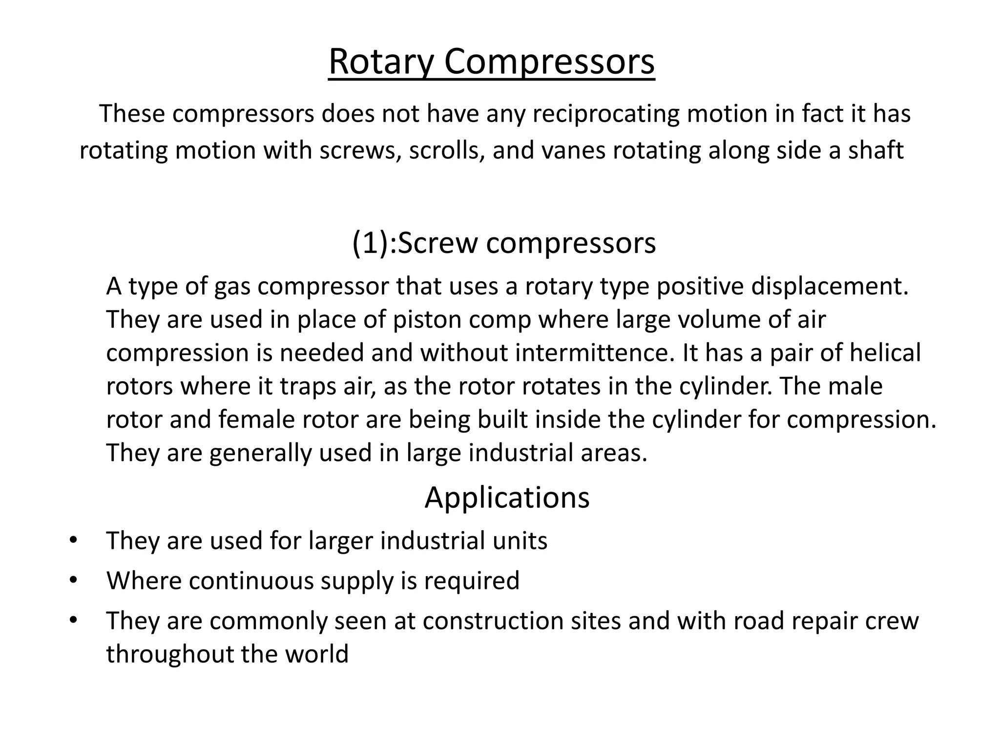 Rotary Compressors
These compressors does not have any reciprocating motion in fact it has
rotating motion with screws, scrolls, and vanes rotating along side a shaft
(1):Screw compressors
A type of gas compressor that uses a rotary type positive displacement.
They are used in place of piston comp where large volume of air
compression is needed and without intermittence. It has a pair of helical
rotors where it traps air, as the rotor rotates in the cylinder. The male
rotor and female rotor are being built inside the cylinder for compression.
They are generally used in large industrial areas.
Applications
• They are used for larger industrial units
• Where continuous supply is required
• They are commonly seen at construction sites and with road repair crew
throughout the world